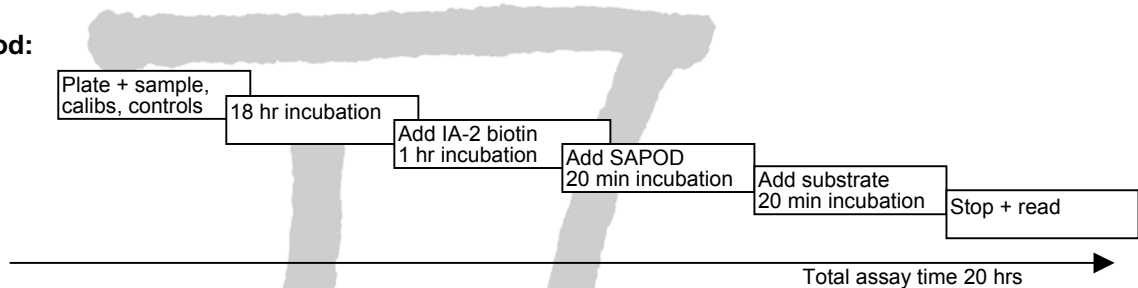 od:
Plate + sample,
calibs, controls
18 hr incubation
Add IA-2 biotin
1 hr incubation
Add SAPOD
20 min incubation
Add substrate
20 min incubation
Stop + read
Total assay time 20 hrs